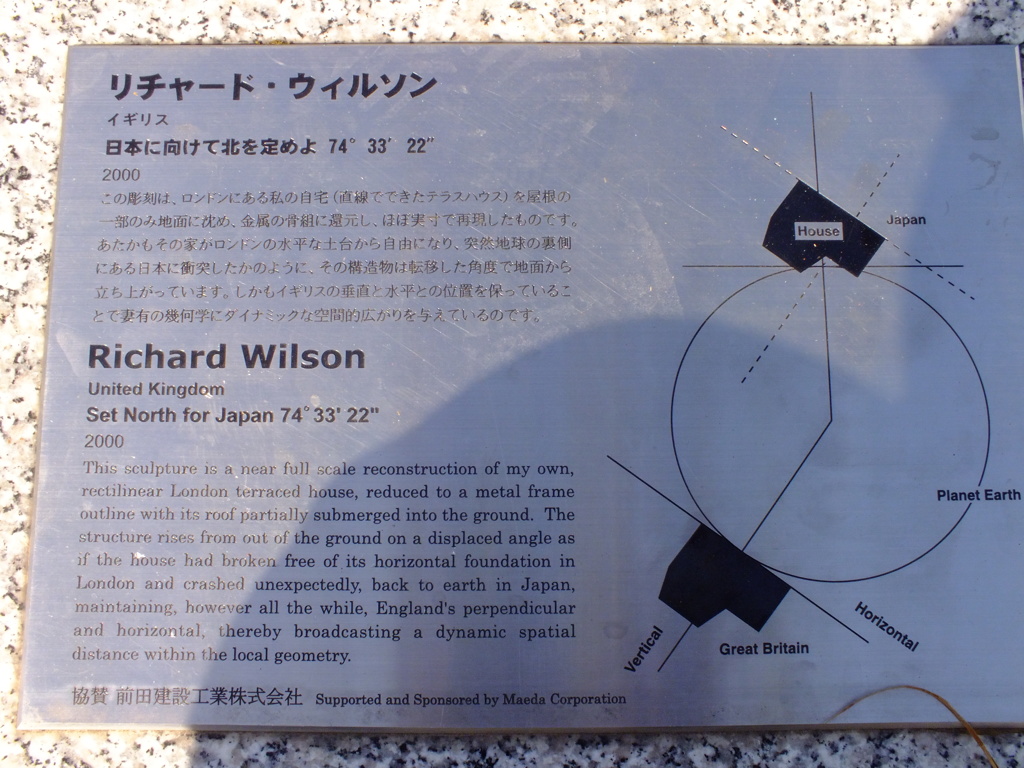 リチャード・ウィルソン
イギリス
日本に向けて北を定めよ 74° 33' 22"
2000
この彫刻は、ロンドンにある私の自宅(直線でできたテラスハウス)を屋根の
一部のみ地面に沈め、金属の骨組に還元し、ほぼ実寸で再現したものです。
あたかもその家がロンドンの水平な土台から自由になり、突然地球の裏側
にある日本に衝突したかのように、その構造物は転移した角度で地面から
立ち上がっています。しかもイギリスの垂直と水平との位置を保っているこ
とで妻有の幾何学にダイナミックな空間的広がりを与えているのです。
Richard Wilson
United Kingdom
Set North for Japan 74° 33' 22"
2000
This sculpture is a near full scale reconstruction of my own,
rectilinear London terraced house, reduced to a metal frame
outline with its roof partially submerged into the ground. The
structure rises from out of the ground on a displaced angle as
if the house had broken free of its horizontal foundation in
London and crashed unexpectedly, back to earth in Japan,
maintaining, however all the while, England's perpendicular
and horizontal, thereby broadcasting a dynamic spatial
distance within the local geometry.
協賛 前田建設工業株式会社 Supported and Sponsored by Maeda Corporation
House
Japan
Planet Earth
Horizontal
Vertical
Great Britain